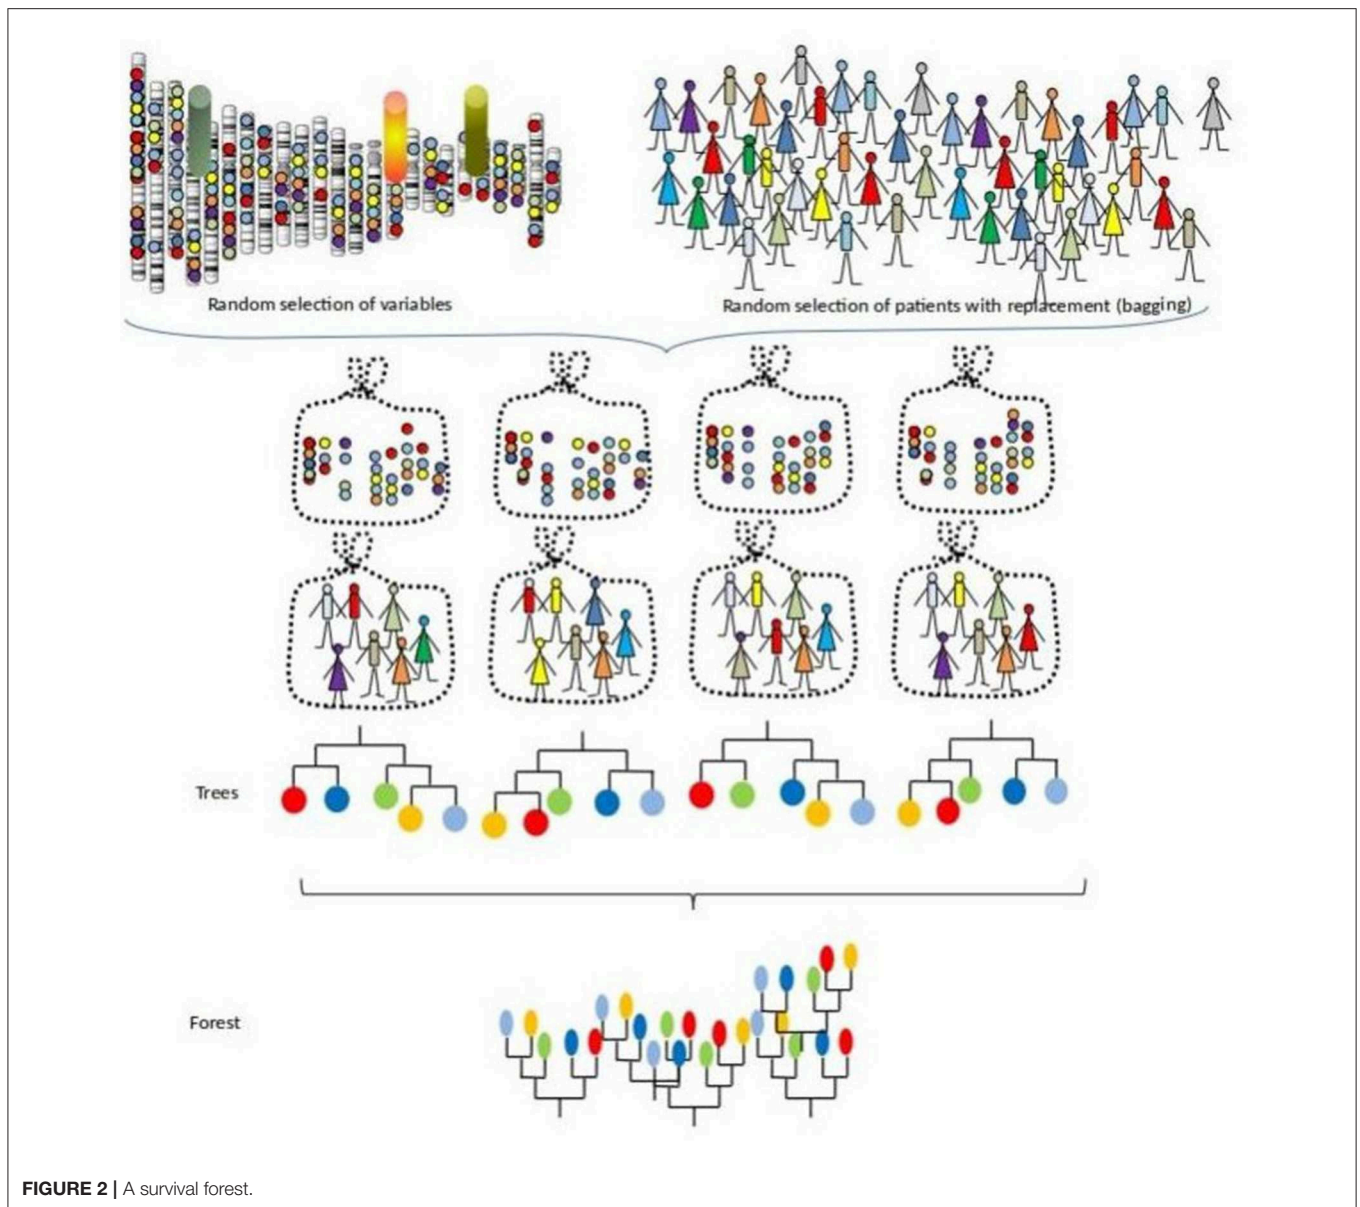 Random selection of variables
Random selection of patients with replacement (bagging)
Trees
Forest
FIGURE 2 | A survival forest.